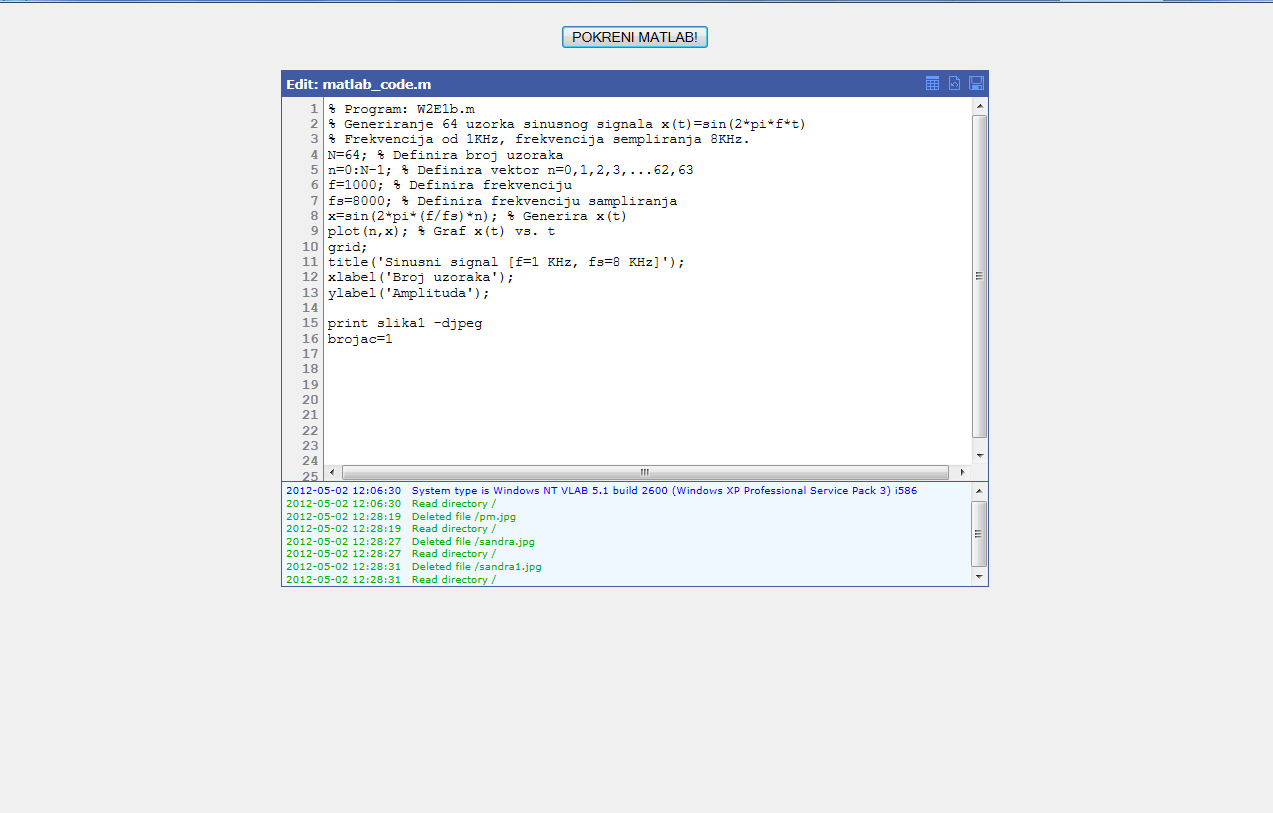 POKRENI MATLAB!
Edit: matlab_code.m
1 % Program: W2E1b.m
2 % Generiranje 64 uzorka sinusnog signala x(t)=sin(2*pi*f*t)
3 % Frekvencija od 1KHz, frekvencija sempliranja 8KHz.
4 N=64; % Definira broj uzoraka
5 n=0:N-1; % Definira vektor n=0,1,2,3,...62,63
6 f=1000; % Definira frekvenciju
7 fs=8000; % Definira frekvenciju sampliranja
8 x=sin(2*pi*(f/fs)*n); % Generira x(t)
9 plot(n,x); % Graf x(t) vs. t
10 grid;
11 title('Sinusni signal [f=1 KHz, fs=8 KHz]');
12 xlabel('Broj uzoraka');
13 ylabel('Amplituda');
14
15 print slika1 -djpeg
16 brojac=1
17
18
19
20
21
22
23
24
25
2012-05-02 12:06:30 System type is Windows NT VLAB 5.1 build 2600 (Windows XP Professional Service Pack 3) i586
2012-05-02 12:06:30 Read directory /
2012-05-02 12:28:19 Deleted file /pm.jpg
2012-05-02 12:28:19 Read directory /
2012-05-02 12:28:27 Deleted file /sandra.jpg
2012-05-02 12:28:27 Read directory /
2012-05-02 12:28:31 Deleted file /sandra1.jpg
2012-05-02 12:28:31 Read directory /